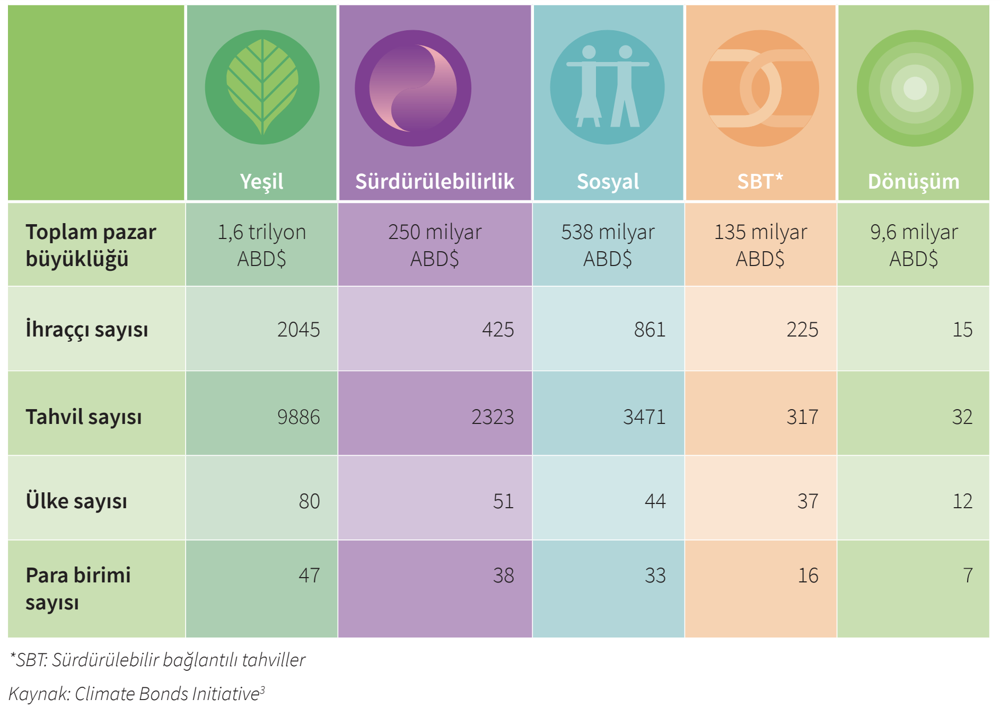 Yeşil Sürdürülebilirlik Sosyal SBT* Dönüşüm
Toplam pazar büyüklüğü 1,6 trilyon ABD$ 250 milyar ABD$ 538 milyar ABD$ 135 milyar ABD$ 9,6 milyar ABD$
İhraççı sayısı 2045 425 861 225 15
Tahvil sayısı 9886 2323 3471 317 32
Ülke sayısı 80 51 44 37 12
Para birimi sayısı 47 38 33 16 7
*SBT: Sürdürülebilir bağlantılı tahviller
Kaynak: Climate Bonds Initiative³